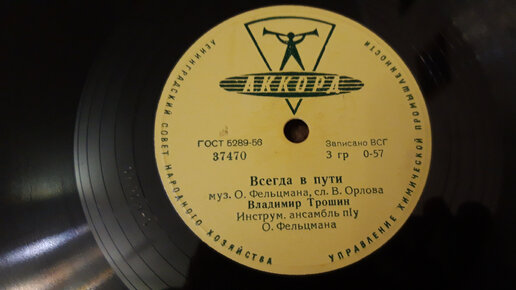 ЛЕНИНГРАДСКИЙ СОВЕТ НАРОДНОГО ХОЗЯЙСТВА
УПРАВЛЕНИЕ ХИМИЧЕСКОЙ ПРОМЫШЛЕННОСТИ
АККОРД
ГОСТ 5289-56 Записано ВСГ
37470 3 гр 0-57
Всегда в пути
муз. О. Фельцмана, сл. В. Орлова
Владимир Трошин
Инструм. ансамбль п/у
О. Фельцмана